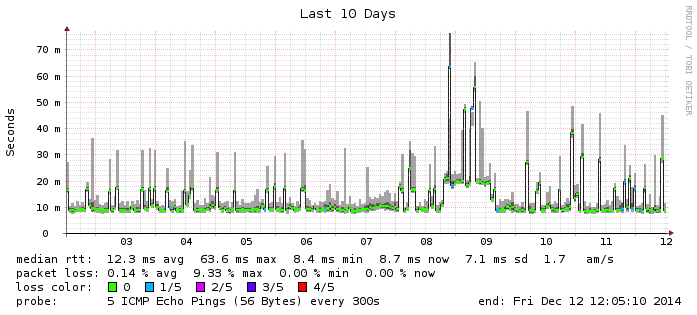 Last 10 Days
RRDTOOL / TOBI OETIKER
Seconds
70 m
60 m
50 m
40 m
30 m
20 m
10 m
0
03 04 05 06 07 08 09 10 11 12
median rtt: 12.3 ms avg 63.6 ms max 8.4 ms min 8.7 ms now 7.1 ms sd 1.7 am/s
packet loss: 0.14 % avg 9.33 % max 0.00 % min 0.00 % now
loss color: 0 1/5 2/5 3/5 4/5
probe: 5 ICMP Echo Pings (56 Bytes) every 300s end: Fri Dec 12 12:05:10 2014